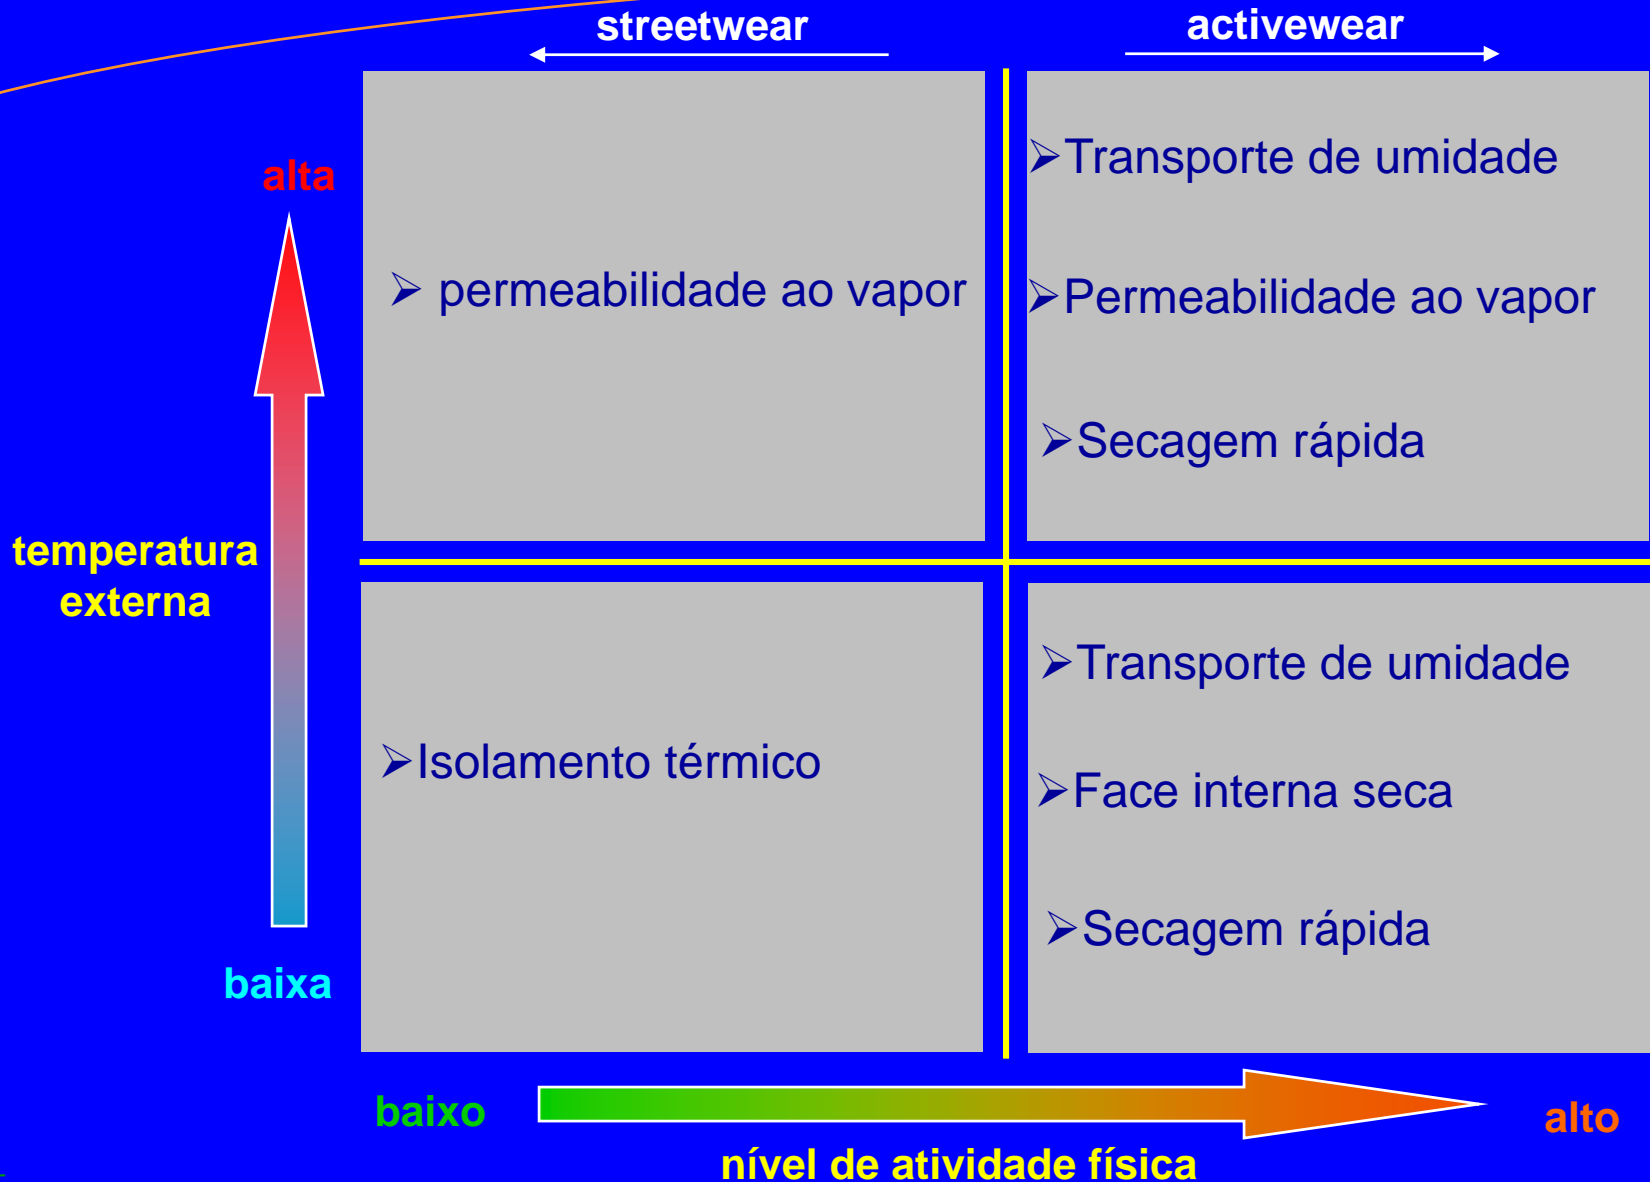 streetwear
activewear
alta
➢ permeabilidade ao vapor
➢Transporte de umidade
➢Permeabilidade ao vapor
➢Secagem rápida
temperatura
externa
➢Isolamento térmico
➢Transporte de umidade
➢Face interna seca
➢Secagem rápida
baixa
baixo
alto
nível de atividade física